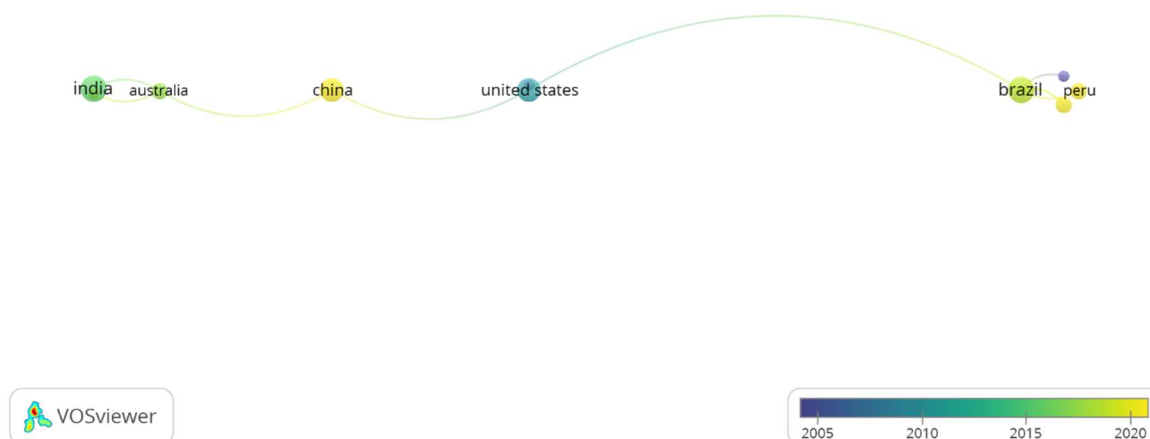 india
australia
china
united states
brazil
peru
VOSviewer
2005
2010
2015
2020